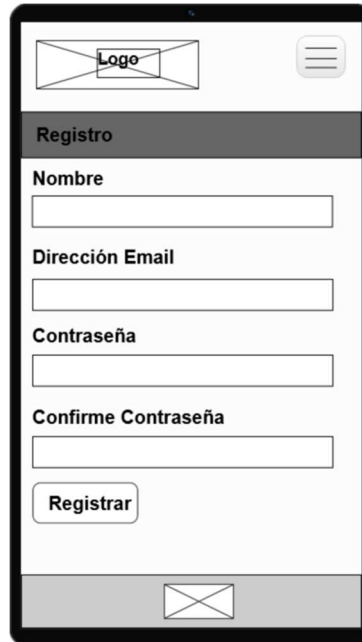 Logo
Registro
Nombre
Dirección Email
Contraseña
Confirme Contraseña
Registrar